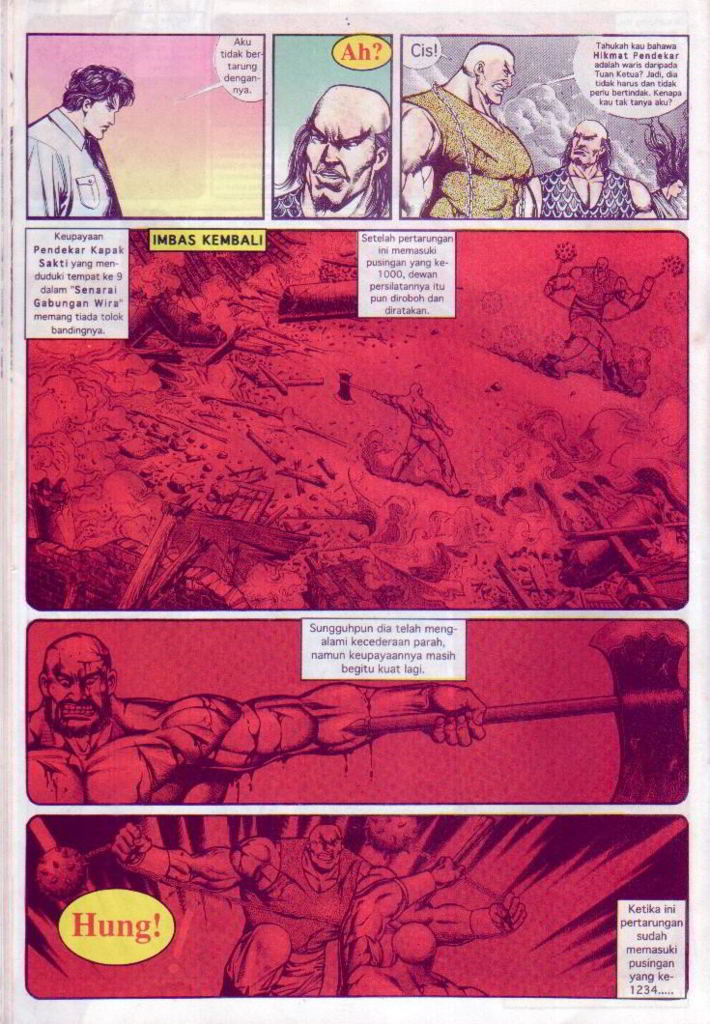 Aku
tidak ber-
tarung
dengan-
nya.
Ah?
Cis!
Tahukah kau bahawa
Hikmat Pendekar
adalah waris daripada
Tuan Ketua? Jadi, dia
tidak harus dan tidak
perlu bertindak. Kenapa
kau tak tanya aku?
Keupayaan
Pendekar Kapak
Sakti yang men-
duduki tempat ke 9
dalam "Senarai
Gabungan Wira"
memang tiada tolok
bandingnya.
IMBAS KEMBALI
Setelah pertarungan
ini memasuki
pusingan yang ke-
1000, dewan
persilatannya itu
pun diroboh dan
diratakan.
Sungguhpun dia telah meng-
alami kecederaan parah,
namun keupayaannya masih
begitu kuat lagi.
Hung!
Ketika ini
pertarungan
sudah
memasuki
pusingan
yang ke-
1234.....